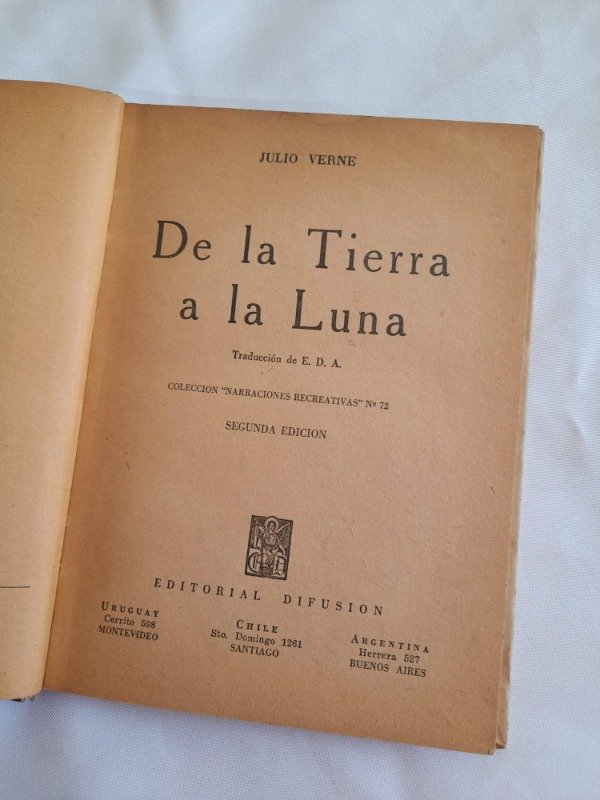 JULIO VERNE
De la Tierra
a la Luna
Traducción de E. D. A.
COLECCION "NARRACIONES RECREATIVAS" Nº 72
SEGUNDA EDICION
EDITORIAL DIFUSION
URUGUAY
Cerrito 598
MONTEVIDEO
CHILE
Sto. Domingo 1261
SANTIAGO
ARGENTINA
Herrera 527
BUENOS AIRES